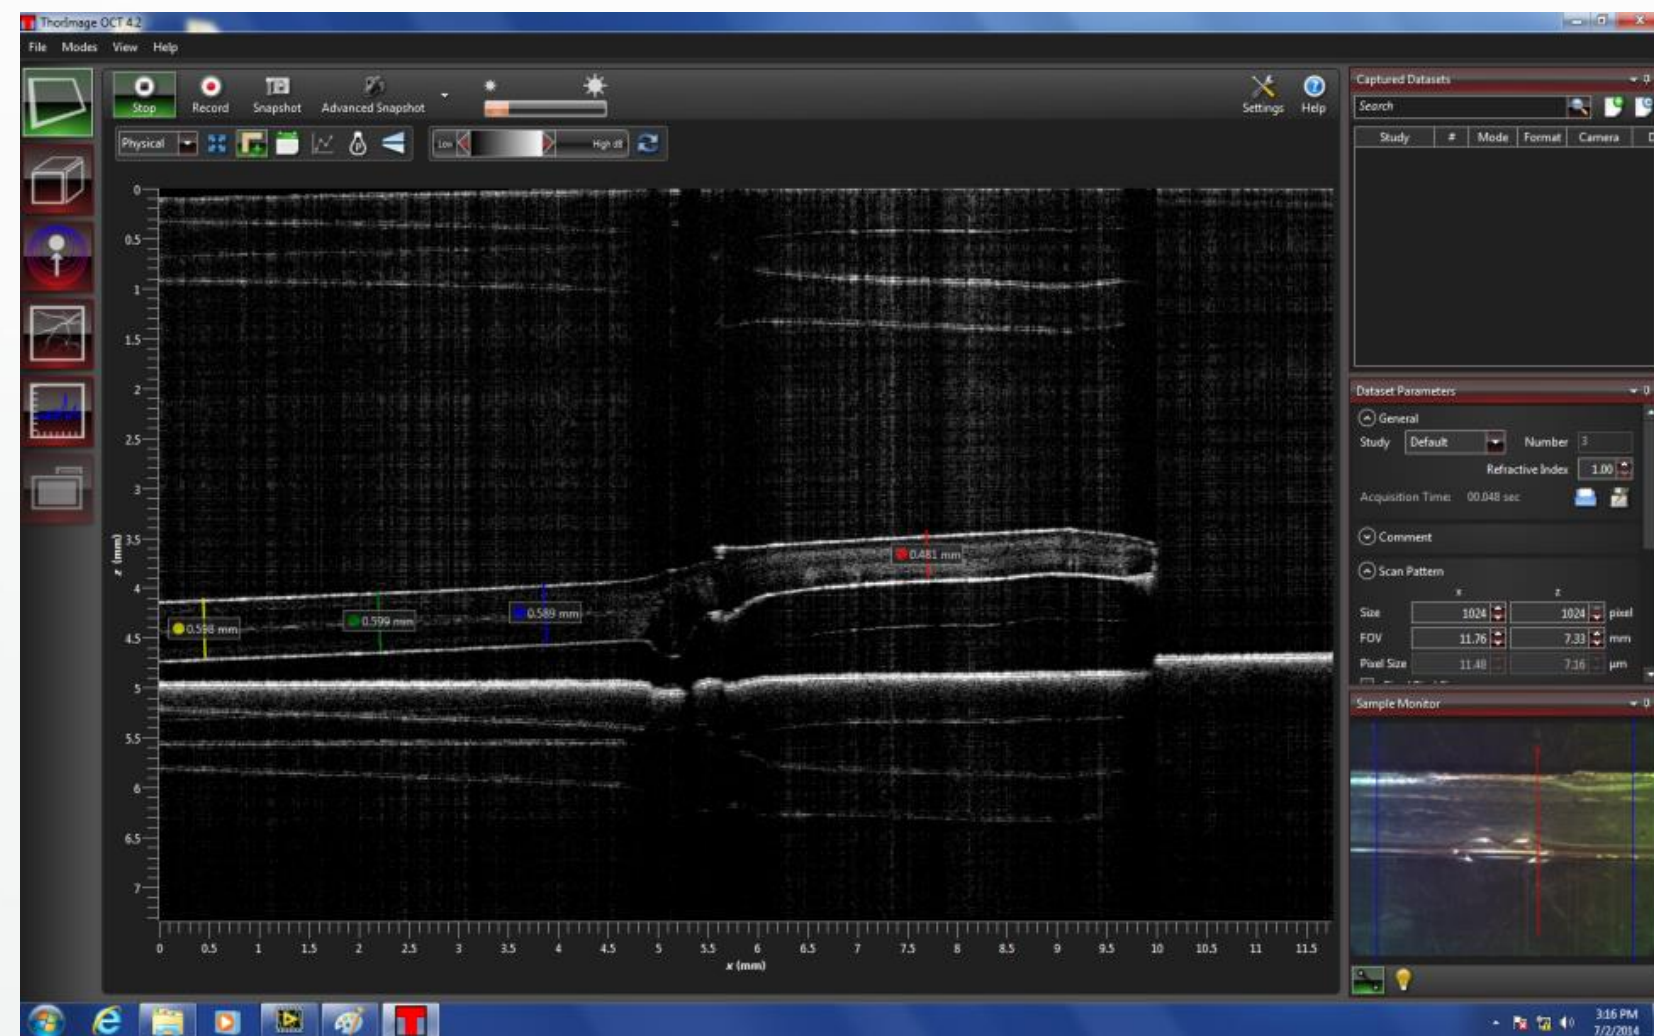 ThorImage OCT 4.2
File Modes View Help
Stop Record Snapshot Advanced Snapshot Settings Help
Physical Low High dB
0
0.5
1
1.5
2
2.5
3
3.5
4
4.5
5
5.5
6
6.5
7
z (mm)
0.598 mm
0.599 mm
0.589 mm
0.481 mm
0 0.5 1 1.5 2 2.5 3 3.5 4 4.5 5 5.5 6 6.5 7 7.5 8 8.5 9 9.5 10 10.5 11 11.5
x (mm)
Captured Datasets
Search
Study # Mode Format Camera
Dataset Parameters
General
Study Default Number 3
Refractive Index 1.00
Acquisition Time: 00.048 sec
Comment
Scan Pattern
x z
Size 1024 1024 pixel
FOV 11.76 7.33 mm
Pixel Size 11.48 7.16 µm
Sample Monitor
3:16 PM
7/2/2014